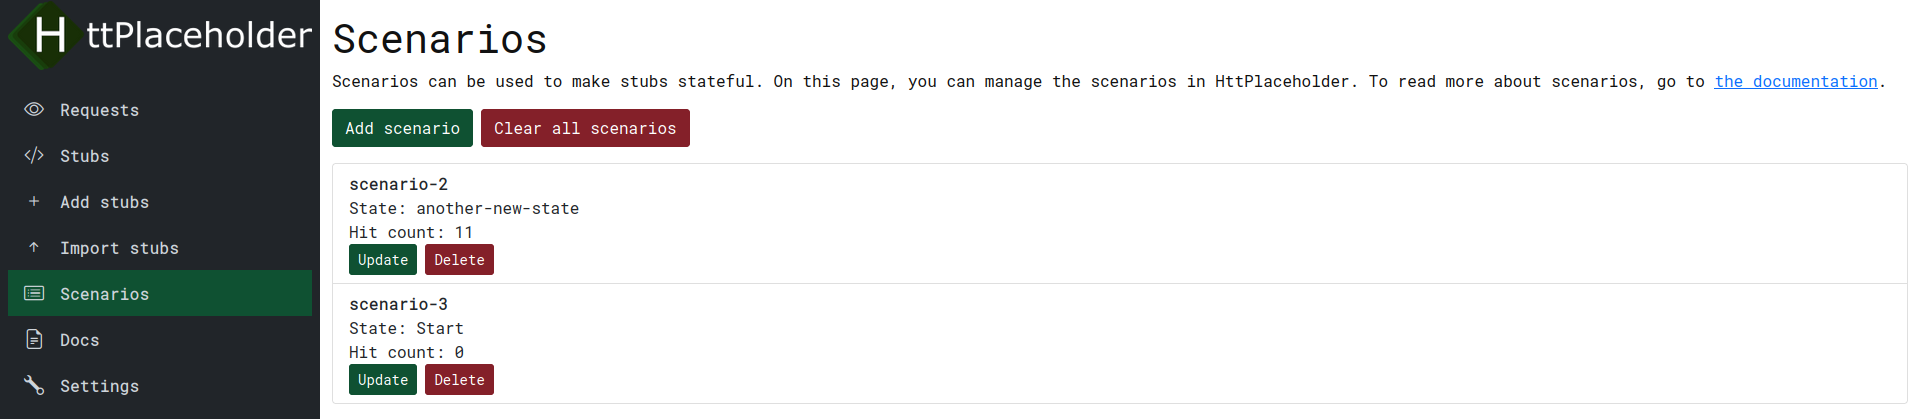 HttPlaceholder
Requests
Stubs
Add stubs
Import stubs
Scenarios
Docs
Settings
Scenarios
Scenarios can be used to make stubs stateful. On this page, you can manage the scenarios in HttPlaceholder. To read more about scenarios, go to the documentation.
Add scenario Clear all scenarios
scenario-2
State: another-new-state
Hit count: 11
Update Delete
scenario-3
State: Start
Hit count: 0
Update Delete